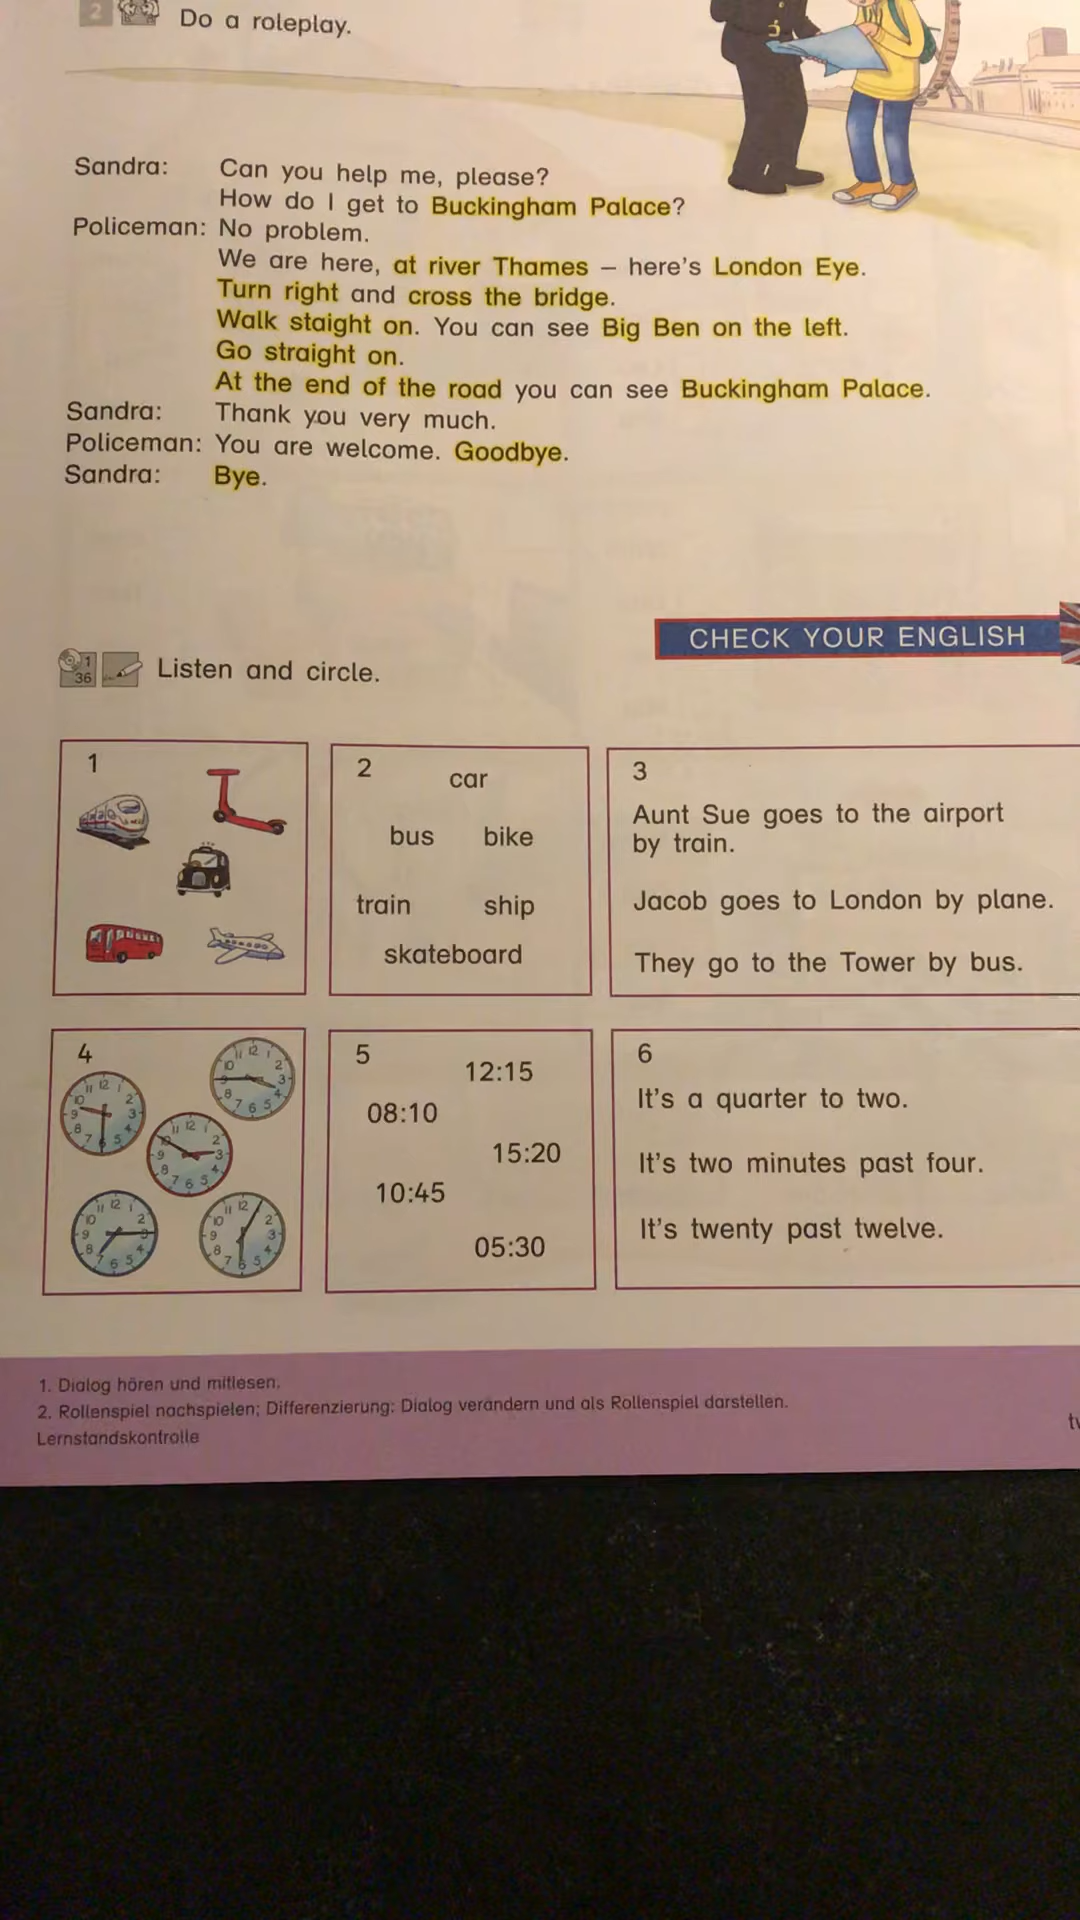 2 Do a roleplay.
Sandra: Can you help me, please?
How do I get to Buckingham Palace?
Policeman: No problem.
We are here, at river Thames – here's London Eye.
Turn right and cross the bridge.
Walk staight on. You can see Big Ben on the left.
Go straight on.
At the end of the road you can see Buckingham Palace.
Sandra: Thank you very much.
Policeman: You are welcome. Goodbye.
Sandra: Bye.
CHECK YOUR ENGLISH
1
36
Listen and circle.
1
2
car
bus bike
train ship
skateboard
3
Aunt Sue goes to the airport
by train.
Jacob goes to London by plane.
They go to the Tower by bus.
4
5
12:15
08:10
15:20
10:45
05:30
6
It's a quarter to two.
It's two minutes past four.
It's twenty past twelve.
1. Dialog hören und mitlesen.
2. Rollenspiel nachspielen; Differenzierung: Dialog verändern und als Rollenspiel darstellen.
Lernstandskontrolle